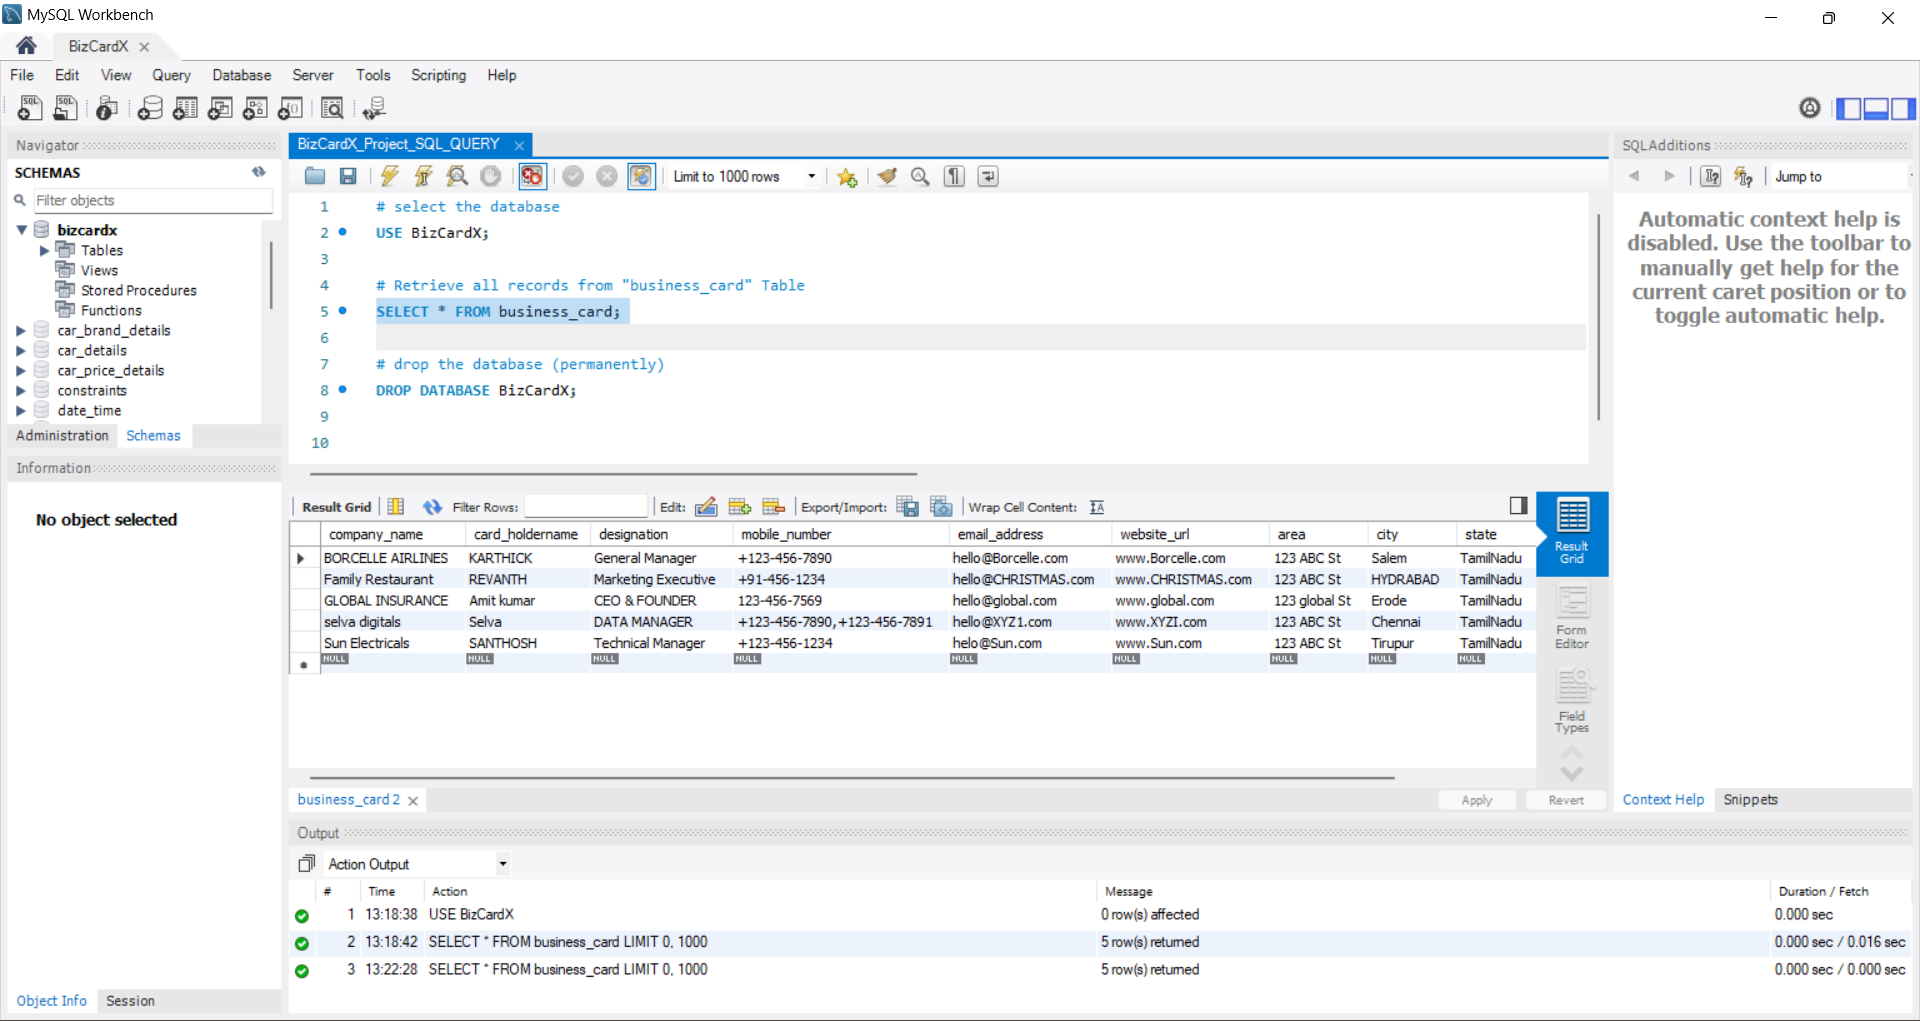 MySQL Workbench
BizCardX
File Edit View Query Database Server Tools Scripting Help
Navigator
SCHEMAS
Filter objects
bizcardx
Tables
Views
Stored Procedures
Functions
car_brand_details
car_details
car_price_details
constraints
date_time
Administration Schemas
Information
No object selected
Object Info Session
BizCardX_Project_SQL_QUERY
Limit to 1000 rows
1 # select the database
2 USE BizCardX;
3
4 # Retrieve all records from "business_card" Table
5 SELECT * FROM business_card;
6
7 # drop the database (permanently)
8 DROP DATABASE BizCardX;
9
10
Result Grid Filter Rows: Edit: Export/Import: Wrap Cell Content:
company_name card_holdername designation mobile_number email_address website_url area city state
BORCELLE AIRLINES KARTHICK General Manager +123-456-7890 hello@Borcelle.com www.Borcelle.com 123 ABC St Salem TamilNadu
Family Restaurant REVANTH Marketing Executive +91-456-1234 hello@CHRISTMAS.com www.CHRISTMAS.com 123 ABC St HYDRABAD TamilNadu
GLOBAL INSURANCE Amit kumar CEO & FOUNDER 123-456-7569 hello@global.com www.global.com 123 global St Erode TamilNadu
selva digitals Selva DATA MANAGER +123-456-7890,+123-456-7891 hello@XYZ1.com www.XYZI.com 123 ABC St Chennai TamilNadu
Sun Electricals SANTHOSH Technical Manager +123-456-1234 helo@Sun.com www.Sun.com 123 ABC St Tirupur TamilNadu
NULL NULL NULL NULL NULL NULL NULL NULL NULL
Result
Grid
Form
Editor
Field
Types
business_card 2 Apply Revert
SQLAdditions
Jump to
Automatic context help is
disabled. Use the toolbar to
manually get help for the
current caret position or to
toggle automatic help.
Context Help Snippets
Output
Action Output
# Time Action Message Duration / Fetch
1 13:18:38 USE BizCardX 0 row(s) affected 0.000 sec
2 13:18:42 SELECT * FROM business_card LIMIT 0, 1000 5 row(s) returned 0.000 sec / 0.016 sec
3 13:22:28 SELECT * FROM business_card LIMIT 0, 1000 5 row(s) returned 0.000 sec / 0.000 sec